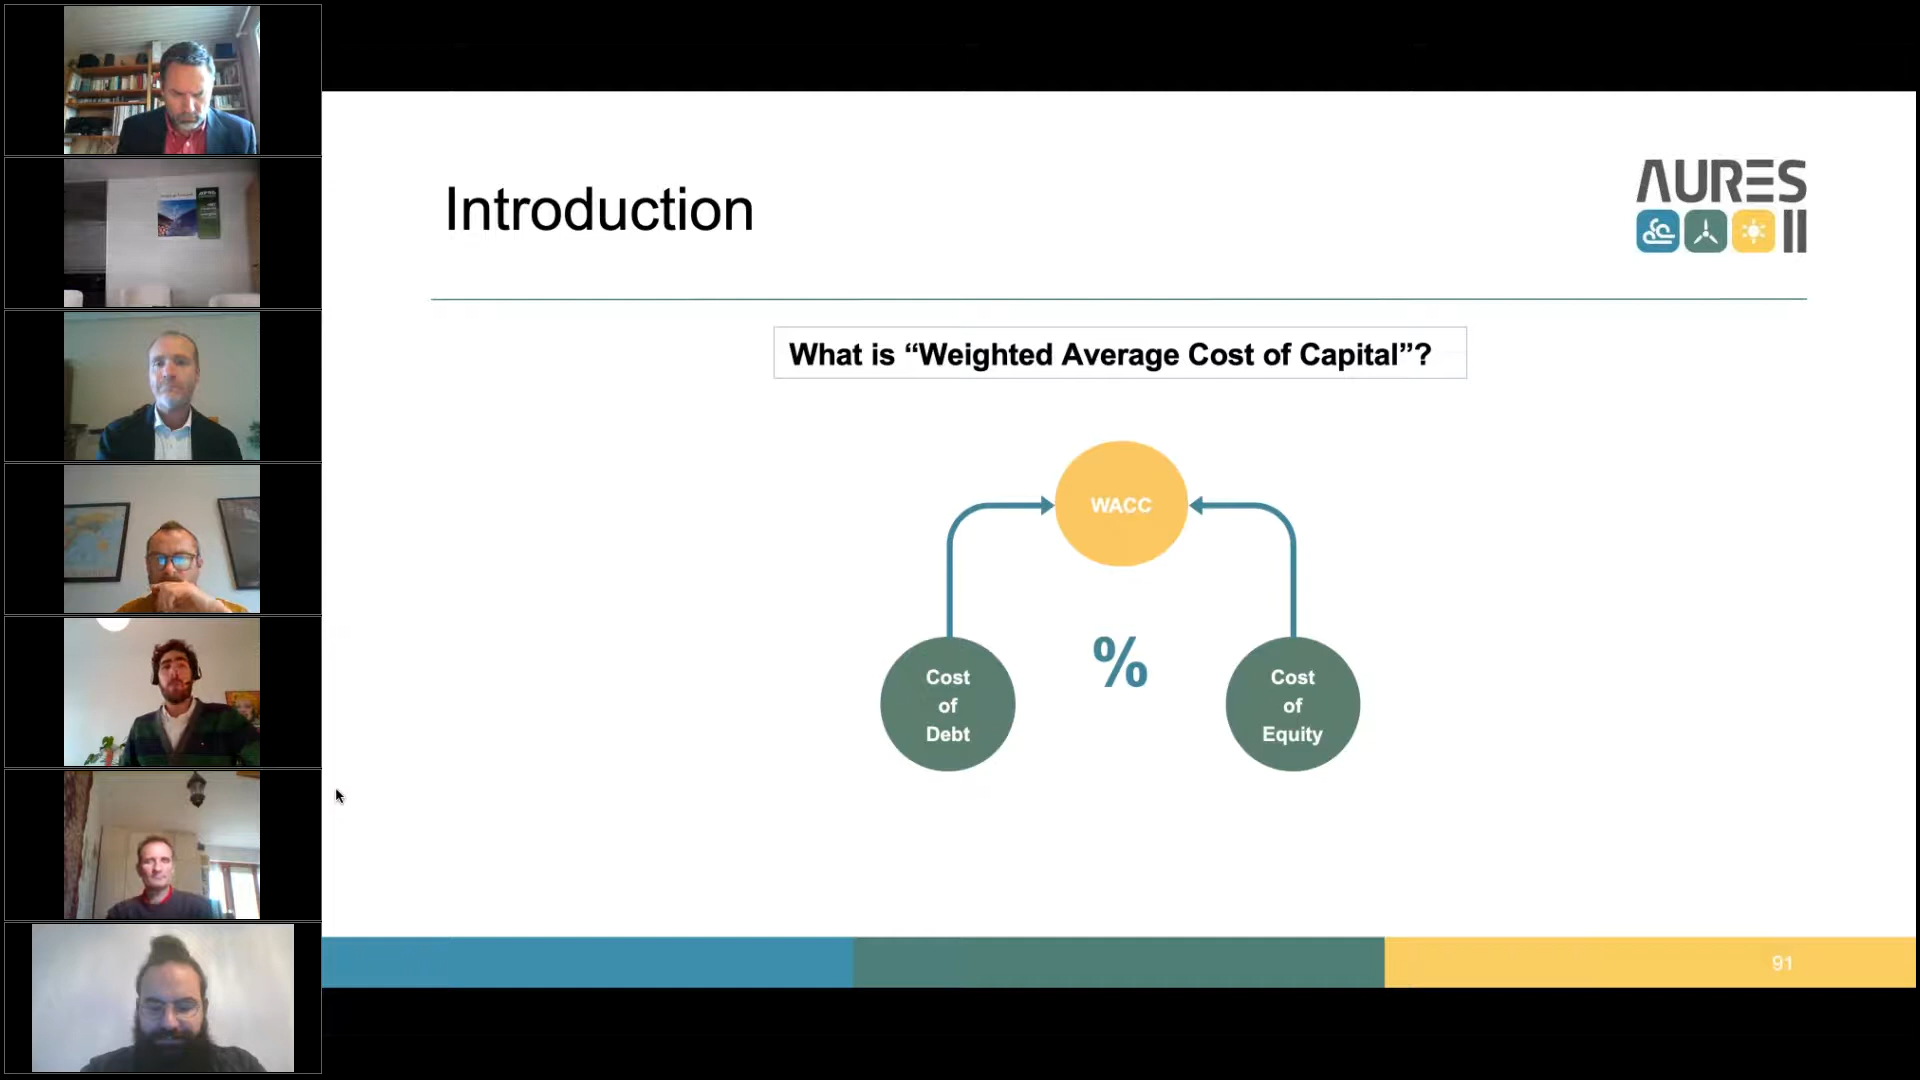 Introduction
AURES
II
What is “Weighted Average Cost of Capital”?
WACC
%
Cost
of
Debt
Cost
of
Equity
91